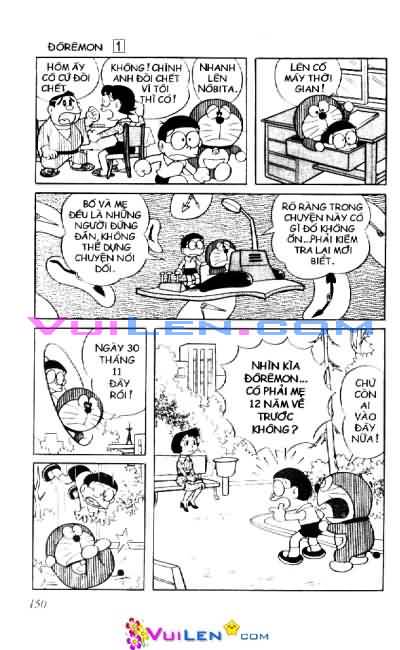 ĐÔRÊMON 1
HÔM ẤY
CÔ CỨ ĐÒI
CHẾT.
KHÔNG! CHÍNH
ANH ĐÒI CHẾT
VÌ TÔI
THÌ CÓ!
NHANH
LÊN
NÔBITA.
LÊN CỖ
MÁY THỜI
GIAN!
BỐ VÀ MẸ
ĐỀU LÀ NHỮNG
NGƯỜI ĐỨNG
ĐẮN, KHÔNG
THỂ DỰNG
CHUYỆN NÓI
DỐI.
RÕ RÀNG TRONG
CHUYỆN NÀY CÓ
GÌ ĐÓ KHÔNG
ỔN...PHẢI KIỂM
TRA LẠI MỚI
BIẾT.
VUILEN.COM
NGÀY 30
THÁNG
11
ĐÂY RỒI!
NHÌN KÌA
ĐÔRÊMON...
CÓ PHẢI MẸ
12 NĂM VỀ
TRƯỚC
KHÔNG?
CHỨ
CÒN AI
VÀO
ĐÂY
NỮA!
150
VUILEN.COM